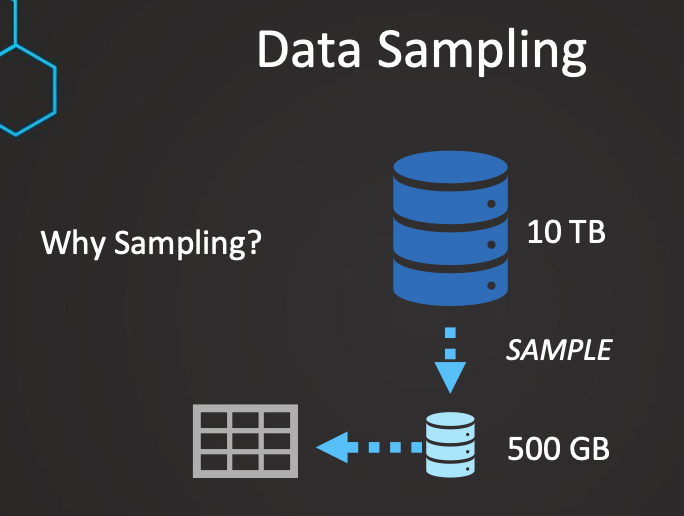 Data Sampling
Why Sampling?
10 TB
SAMPLE
500 GB